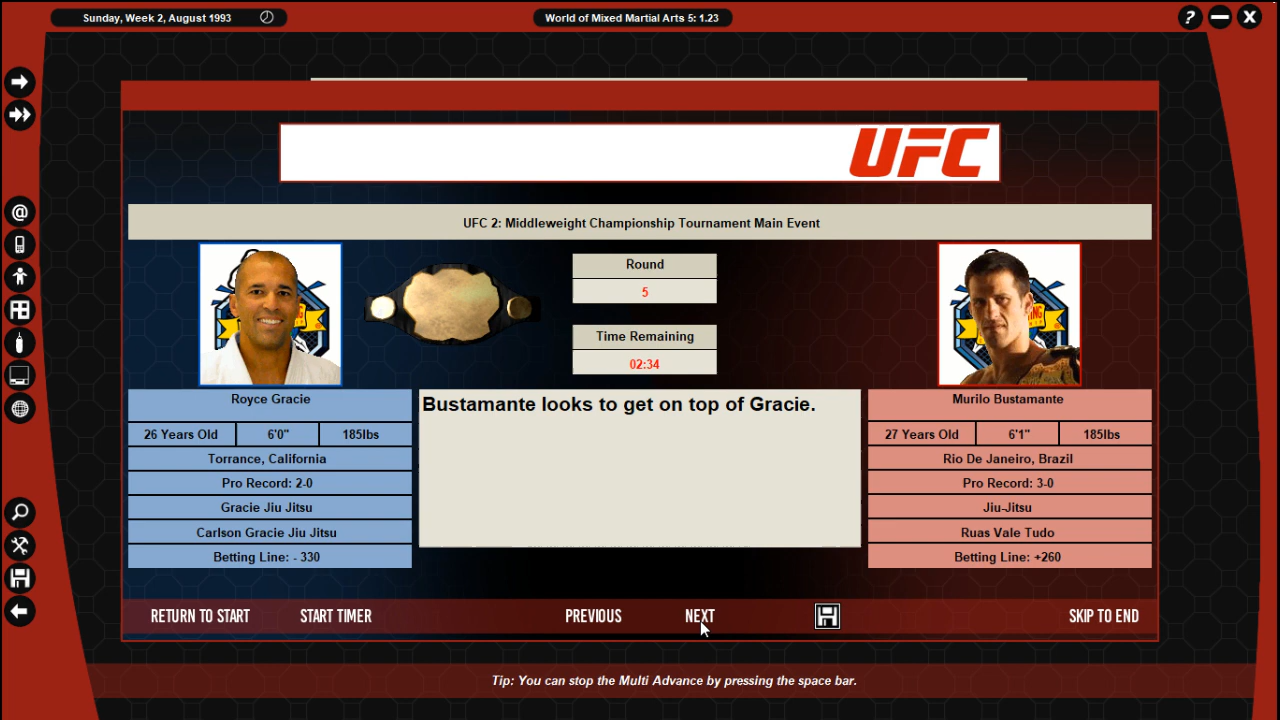 Sunday, Week 2, August 1993
World of Mixed Martial Arts 5: 1.23
?
X
UFC
UFC 2: Middleweight Championship Tournament Main Event
Round
5
Time Remaining
02:34
Royce Gracie
26 Years Old 6'0" 185lbs
Torrance, California
Pro Record: 2-0
Gracie Jiu Jitsu
Carlson Gracie Jiu Jitsu
Betting Line: - 330
Bustamante looks to get on top of Gracie.
Murilo Bustamante
27 Years Old 6'1" 185lbs
Rio De Janeiro, Brazil
Pro Record: 3-0
Jiu-Jitsu
Ruas Vale Tudo
Betting Line: +260
@
RETURN TO START START TIMER PREVIOUS NEXT SKIP TO END
Tip: You can stop the Multi Advance by pressing the space bar.